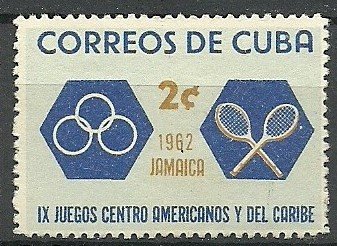 CORREOS DE CUBA
2¢
1962
JAMAICA
IX JUEGOS CENTRO AMERICANOS Y DEL CARIBE